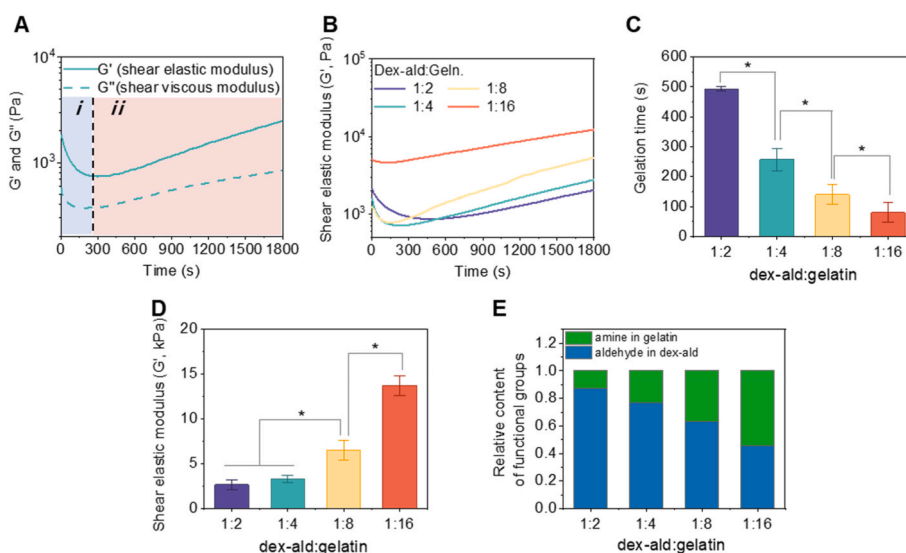 A
G' and G'' (Pa)
10⁴
10³
G' (shear elastic modulus)
G''(shear viscous modulus)
i
ii
0 300 600 900 1200 1500 1800
Time (s)
B
Shear elastic modulus (G', Pa)
10⁵
10⁴
10³
Dex-ald:Geln.
1:2 1:8
1:4 1:16
0 300 600 900 1200 1500 1800
Time (s)
C
Gelation time (s)
600
500
400
300
200
100
0
* * *
1:2 1:4 1:8 1:16
dex-ald:gelatin
D
Shear elastic modulus (G', kPa)
20
15
10
5
0
* *
1:2 1:4 1:8 1:16
dex-ald:gelatin
E
Relative content
of functional groups
1.2
1.0
0.8
0.6
0.4
0.2
0.0
amine in gelatin
aldehyde in dex-ald
1:2 1:4 1:8 1:16
dex-ald:gelatin